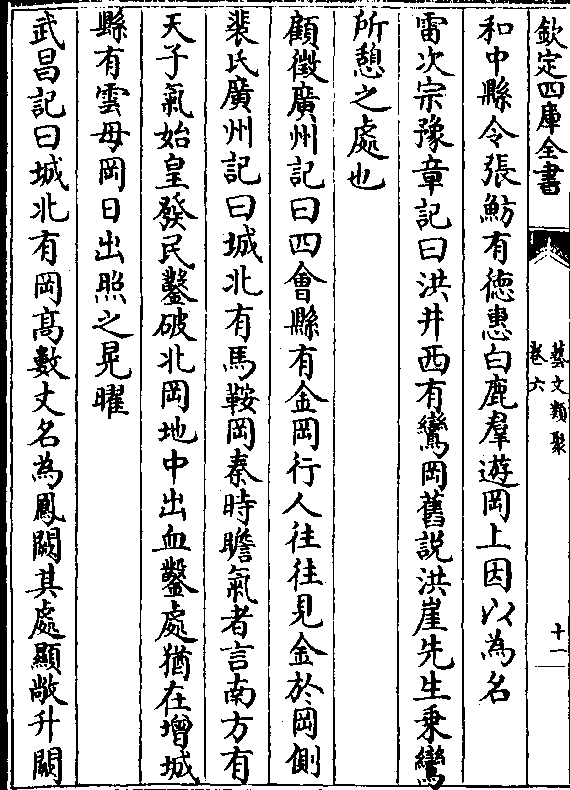 欽定四庫全書
藝文類聚
卷六
十一
和中縣令張魴有德惠白鹿羣遊岡上因以為名
雷次宗豫章記曰洪井西有鸞岡舊説洪崖先生乗鸞
所憩之處也
顧徵廣州記曰四會縣有金岡行人往往見金於岡側
裴氏廣州記曰城北有馬鞍岡秦時瞻氣者言南方有
天子氣始皇發民鑿破北岡地中出血鑿處猶在增城
縣有雲母岡日出照之晃曜
武昌記曰城北有岡高數丈名為鳳闕其處顯敞升闕